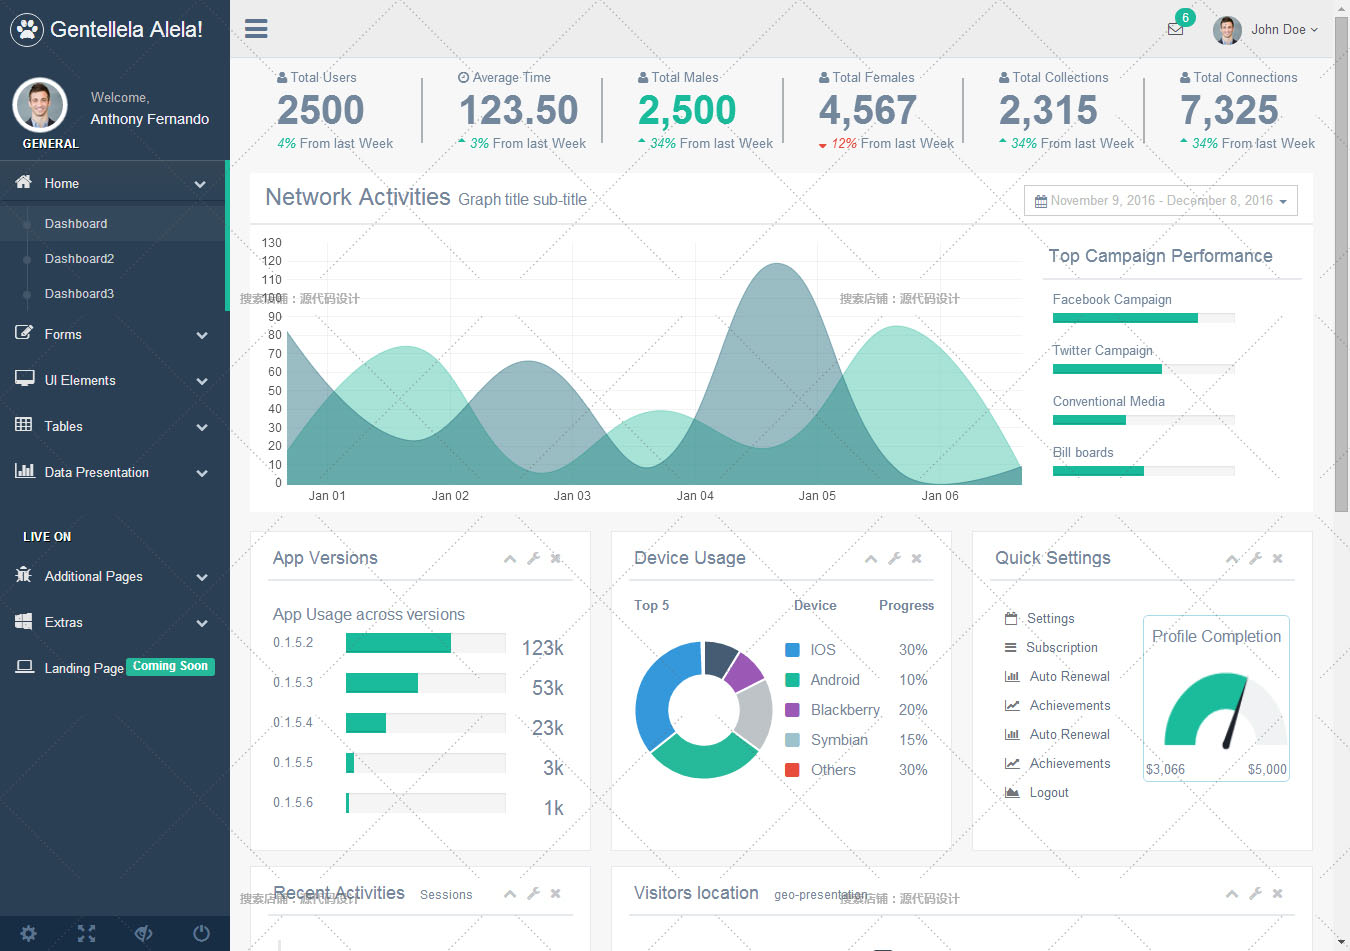 Gentellela Alela!
Welcome,
Anthony Fernando
GENERAL
Home
Dashboard
Dashboard2
Dashboard3
Forms
UI Elements
Tables
Data Presentation
LIVE ON
Additional Pages
Extras
Landing Page Coming Soon
6
John Doe
Total Users
2500
4% From last Week
Average Time
123.50
3% From last Week
Total Males
2,500
34% From last Week
Total Females
4,567
12% From last Week
Total Collections
2,315
34% From last Week
Total Connections
7,325
34% From last Week
Network Activities Graph title sub-title
November 9, 2016 - December 8, 2016
130
120
110
100
90
80
70
60
50
40
30
20
10
0
Jan 01 Jan 02 Jan 03 Jan 04 Jan 05 Jan 06
搜索店铺：源代码设计
搜索店铺：源代码设计
Top Campaign Performance
Facebook Campaign
Twitter Campaign
Conventional Media
Bill boards
App Versions
App Usage across versions
0.1.5.2 123k
0.1.5.3 53k
0.1.5.4 23k
0.1.5.5 3k
0.1.5.6 1k
Device Usage
Top 5 Device Progress
IOS 30%
Android 10%
Blackberry 20%
Symbian 15%
Others 30%
Quick Settings
Settings
Subscription
Auto Renewal
Achievements
Auto Renewal
Achievements
Logout
Profile Completion
$3,066 $5,000
Recent Activities Sessions
搜索店铺：源代码设计
Visitors location geo-presentation
搜索店铺：源代码设计